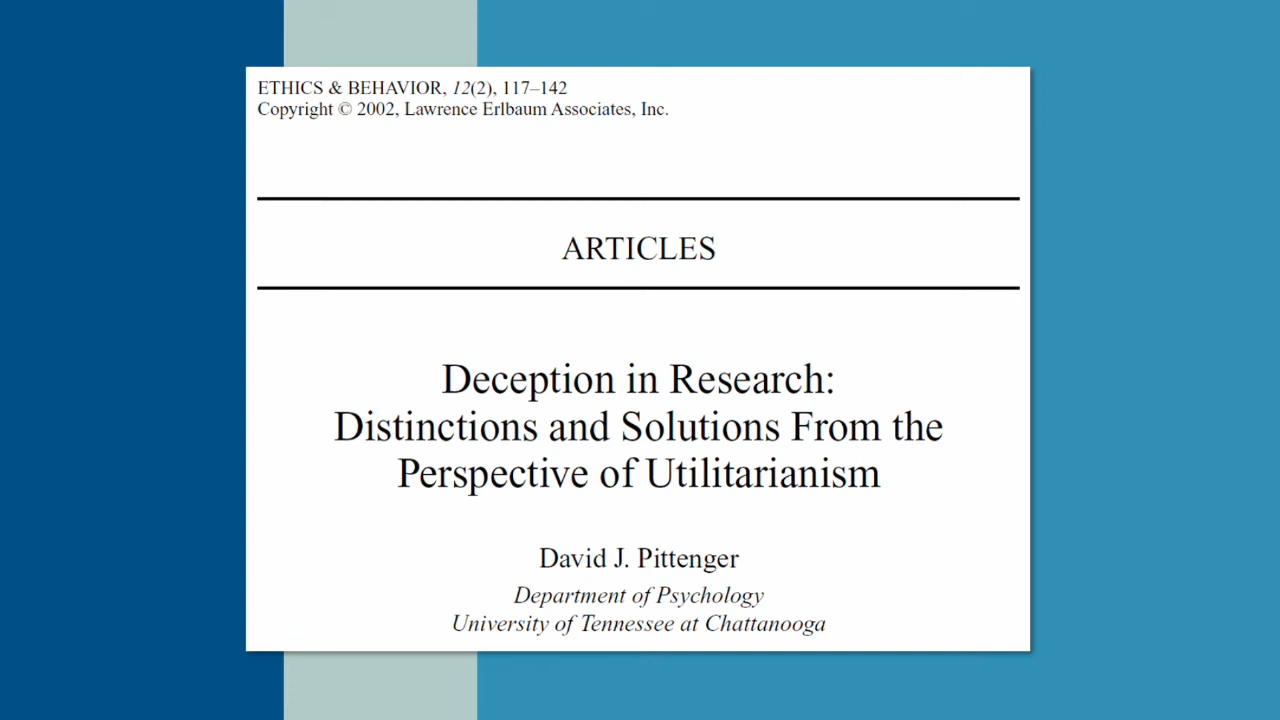 ETHICS & BEHAVIOR, 12(2), 117–142
Copyright © 2002, Lawrence Erlbaum Associates, Inc.
ARTICLES
Deception in Research:
Distinctions and Solutions From the
Perspective of Utilitarianism
David J. Pittenger
Department of Psychology
University of Tennessee at Chattanooga